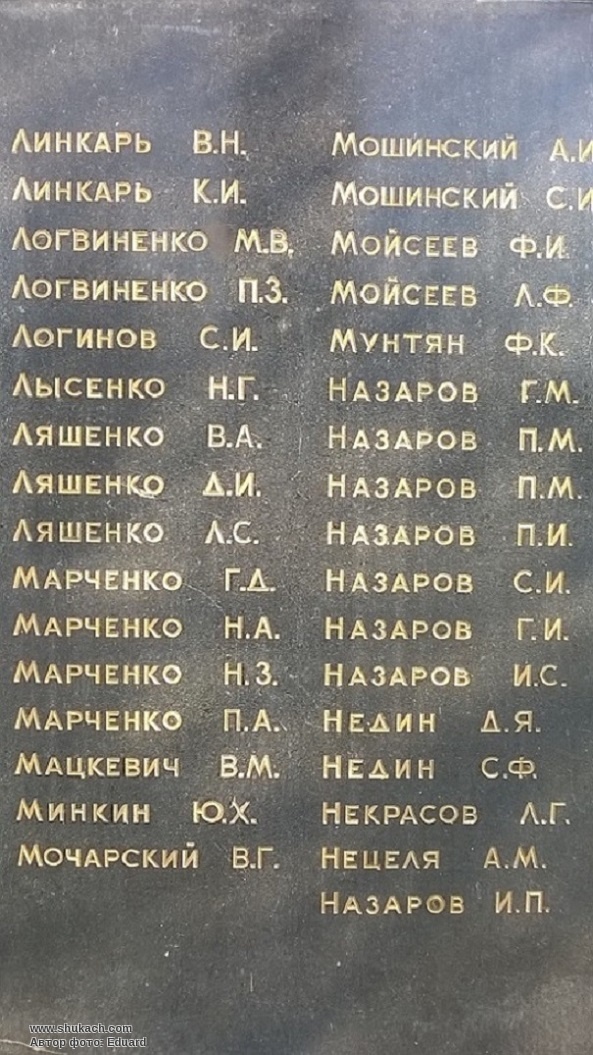 Линкарь В.Н.
Линкарь К.И.
Логвиненко М.В.
Логвиненко П.З.
Логинов С.И.
Лысенко Н.Г.
Ляшенко В.А.
Ляшенко Д.И.
Ляшенко Л.С.
Марченко Г.Д.
Марченко Н.А.
Марченко Н.З.
Марченко П.А.
Мацкевич В.М.
Минкин Ю.Х.
Мочарский В.Г.
Мошинский А.И
Мошинский С.И
Мойсеев Ф.И.
Мойсеев Л.Ф.
Мунтян Ф.К.
Назаров Г.М.
Назаров П.М.
Назаров П.М.
Назаров П.И.
Назаров С.И.
Назаров Г.И.
Назаров И.С.
Недин Д.Я.
Недин С.Ф.
Некрасов Л.Г.
Нецеля А.М.
Назаров И.П.
www.shukach.com
Автор фото: Eduard